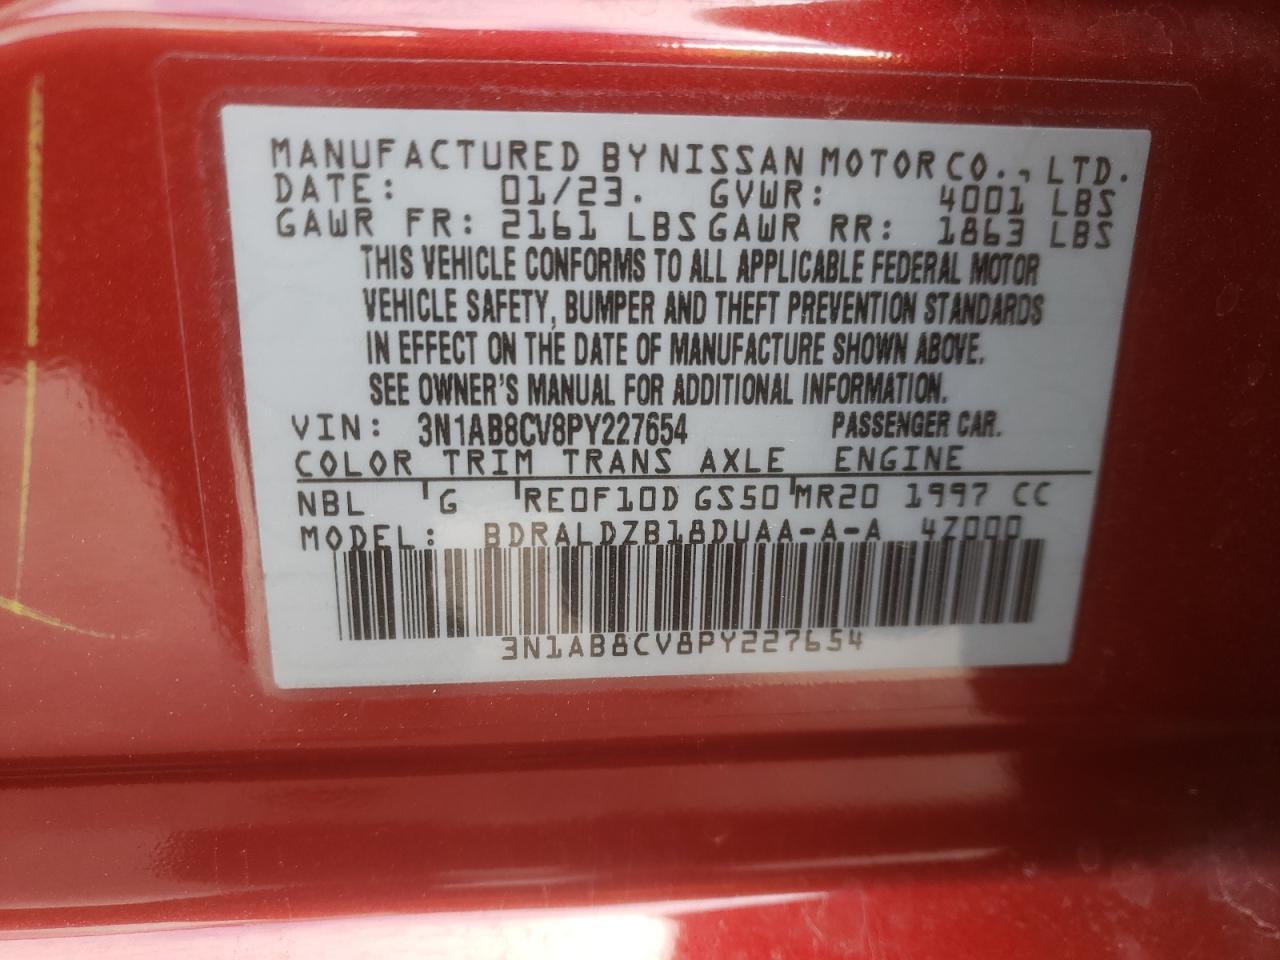 MANUFACTURED BY NISSAN MOTOR CO., LTD.
DATE: 01/23. GVWR: 4001 LBS
GAWR FR: 2161 LBS GAWR RR: 1863 LBS
THIS VEHICLE CONFORMS TO ALL APPLICABLE FEDERAL MOTOR
VEHICLE SAFETY, BUMPER AND THEFT PREVENTION STANDARDS
IN EFFECT ON THE DATE OF MANUFACTURE SHOWN ABOVE.
SEE OWNER'S MANUAL FOR ADDITIONAL INFORMATION.
VIN: 3N1AB8CV8PY227654 PASSENGER CAR.
COLOR TRIM TRANS AXLE ENGINE
NBL G RE0F10D GS50 MR20 1997 CC
MODEL: BDRALDZB18DUAA-A-A 4Z000
3N1AB8CV8PY227654